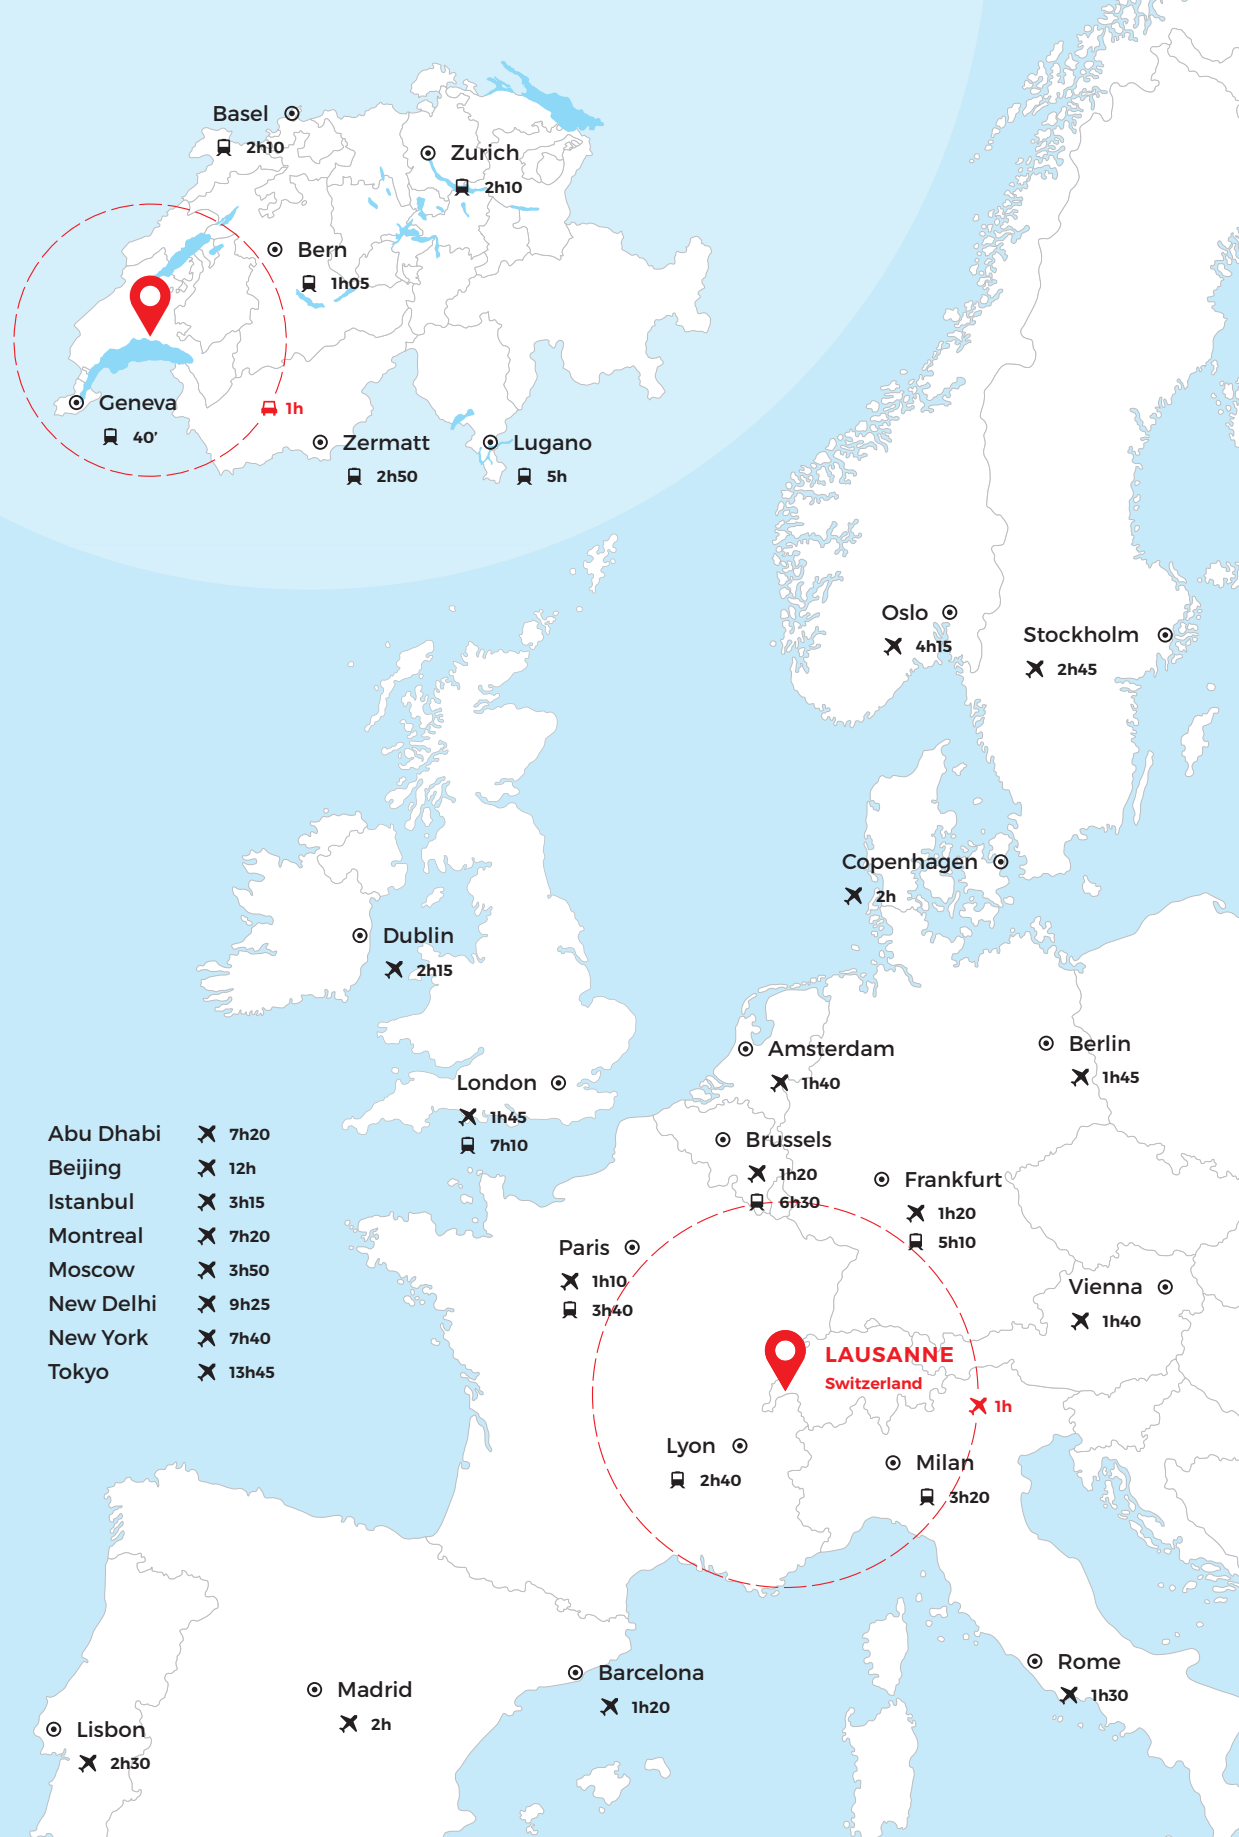 Basel
2h10
Zurich
2h10
Bern
1h05
Geneva
40’
1h
Zermatt
2h50
Lugano
5h
Oslo
4h15
Stockholm
2h45
Copenhagen
2h
Dublin
2h15
Amsterdam
1h40
Berlin
1h45
London
1h45
7h10
Brussels
1h20
6h30
Frankfurt
1h20
5h10
Abu Dhabi 7h20
Beijing 12h
Istanbul 3h15
Montreal 7h20
Moscow 3h50
New Delhi 9h25
New York 7h40
Tokyo 13h45
Paris
1h10
3h40
Vienna
1h40
LAUSANNE
Switzerland
1h
Lyon
2h40
Milan
3h20
Rome
1h30
Barcelona
1h20
Madrid
2h
Lisbon
2h30